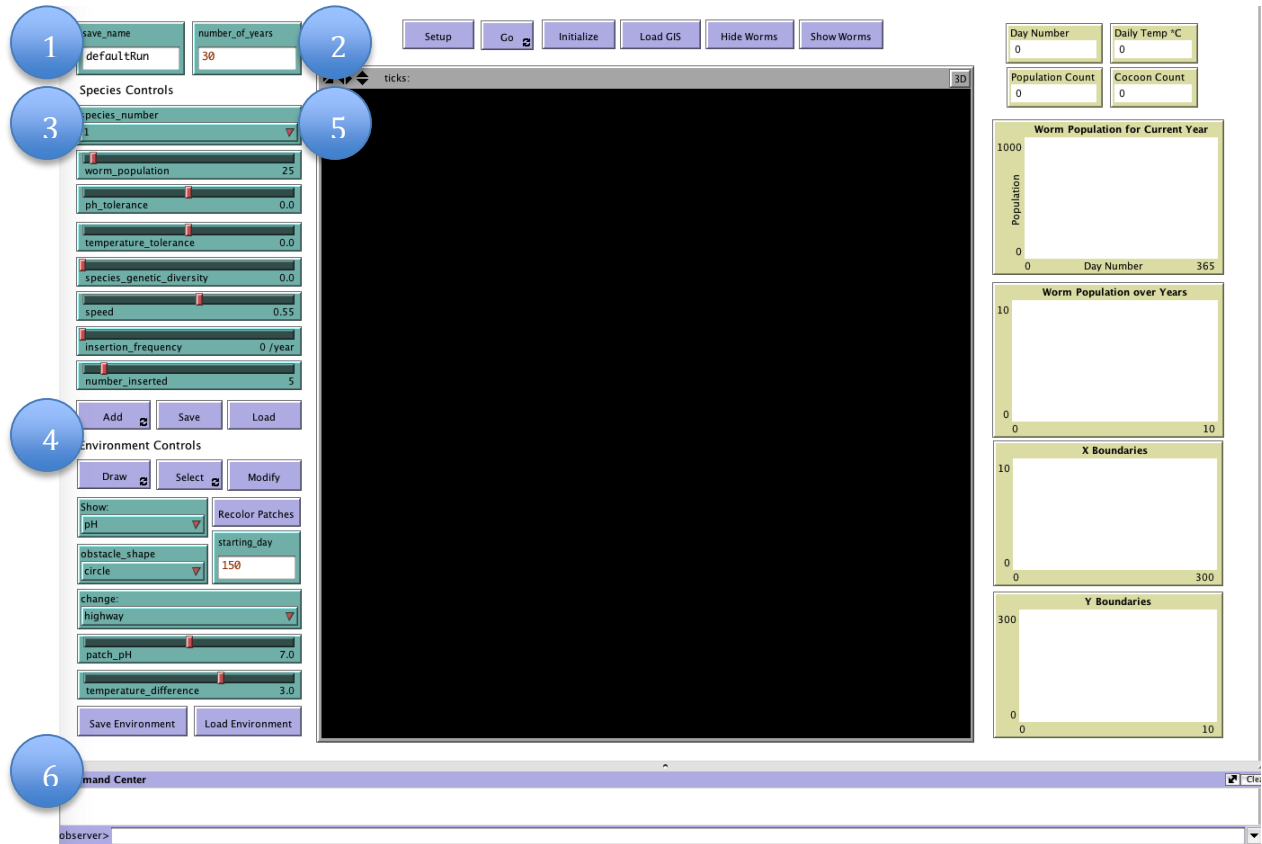 1
save_name
defaultRun
number_of_years
30
2
Setup
Go
Initialize
Load GIS
Hide Worms
Show Worms
Day Number
0
Daily Temp °C
0
Population Count
0
Cocoon Count
0
ticks:
3D
Species Controls
3
species_number
1
5
worm_population 25
ph_tolerance 0.0
temperature_tolerance 0.0
species_genetic_diversity 0.0
speed 0.55
insertion_frequency 0 /year
number_inserted 5
Add
Save
Load
4
Environment Controls
Draw
Select
Modify
Show:
pH
Recolor Patches
obstacle_shape
circle
starting_day
150
change:
highway
patch_pH 7.0
temperature_difference 3.0
Save Environment
Load Environment
Worm Population for Current Year
1000
Population
0
0 Day Number 365
Worm Population over Years
10
0
0 10
X Boundaries
10
0
0 300
Y Boundaries
300
0
0 10
6
mand Center
Clea
observer>